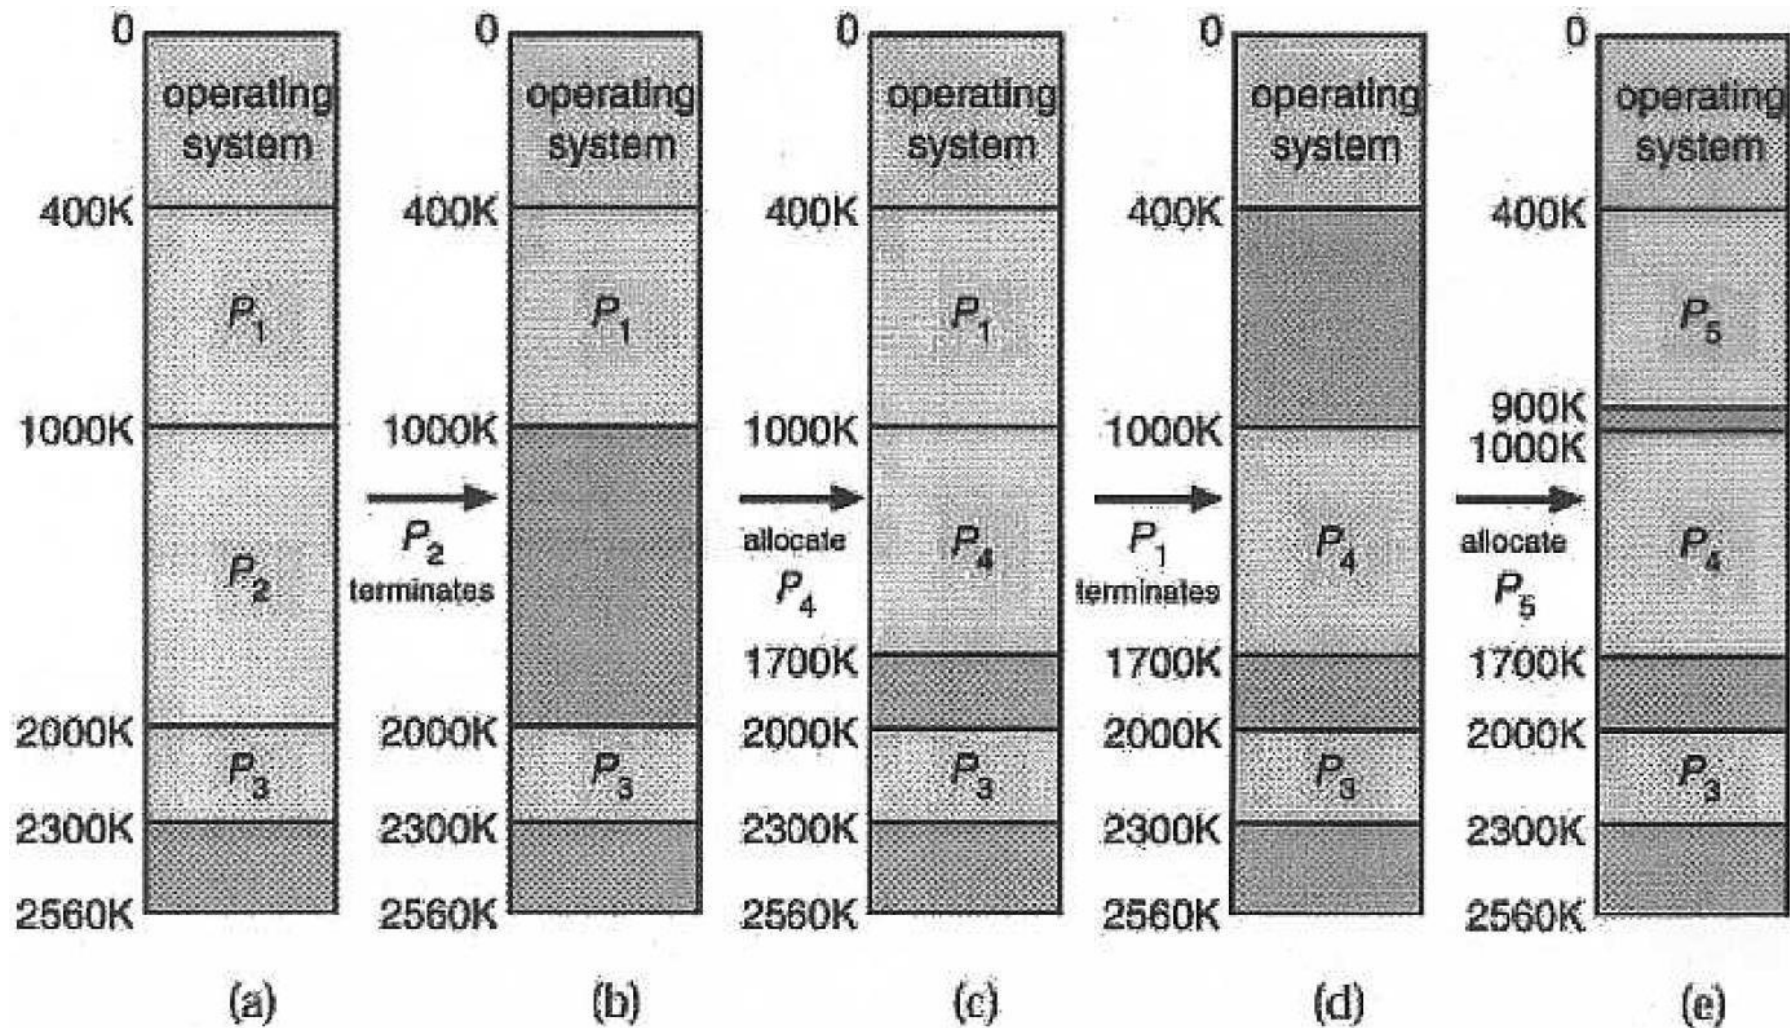 0
operating
system
400K
P1
1000K
P2
2000K
P3
2300K
2560K
(a)
P2
terminates
0
operating
system
400K
P1
1000K
2000K
P3
2300K
2560K
(b)
allocate
P4
0
operating
system
400K
P1
1000K
P4
1700K
2000K
P3
2300K
2560K
(c)
P1
terminates
0
operating
system
400K
1000K
P4
1700K
2000K
P3
2300K
2560K
(d)
allocate
P5
0
operating
system
400K
P5
900K
1000K
P4
1700K
2000K
P3
2300K
2560K
(e)